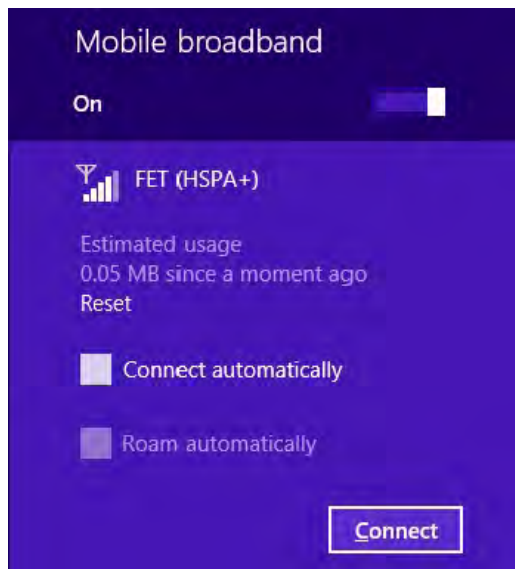 Mobile broadband
On
FET (HSPA+)
Estimated usage
0.05 MB since a moment ago
Reset
Connect automatically
Roam automatically
Connect